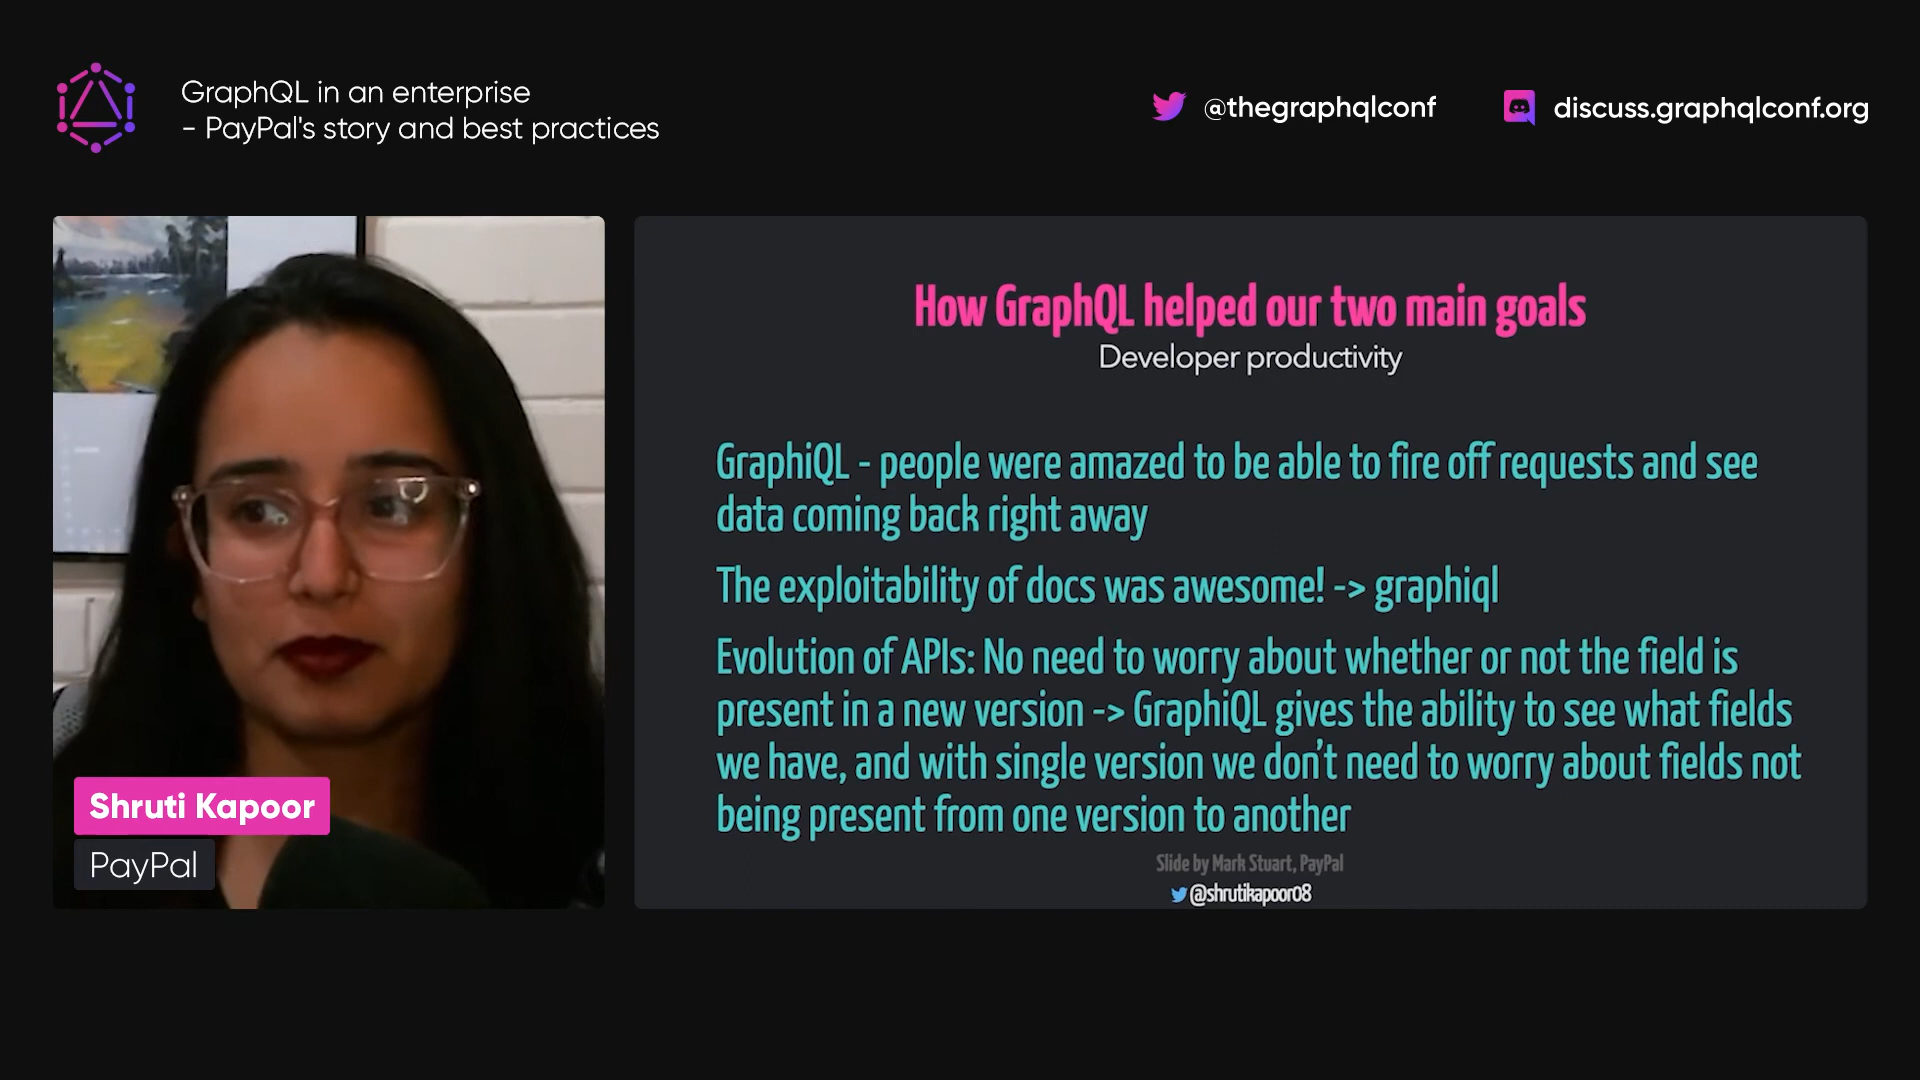 GraphQL in an enterprise
- PayPal's story and best practices
@thegraphqlconf
discuss.graphqlconf.org
How GraphQL helped our two main goals
Developer productivity
GraphiQL - people were amazed to be able to fire off requests and see
data coming back right away
The exploitability of docs was awesome! -> graphiql
Evolution of APIs: No need to worry about whether or not the field is
present in a new version -> GraphiQL gives the ability to see what fields
we have, and with single version we don’t need to worry about fields not
being present from one version to another
Slide by Mark Stuart, PayPal
@shrutikapoor08
Shruti Kapoor
PayPal